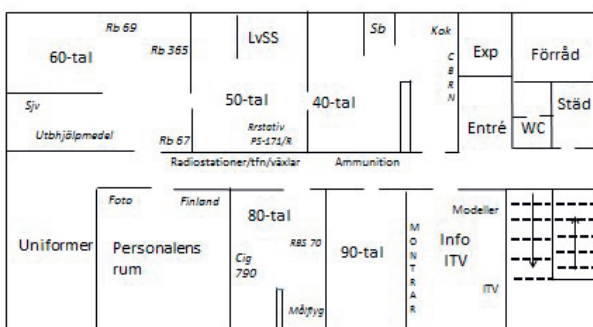 Rb 69
Rb 365
60-tal
Sjv
Utbhjälpmedel
Rb 67
LvSS
50-tal
Rrstativ
PS-171/R
Sb
40-tal
Kok
C
B
R
N
Exp
Förråd
Entré
WC
Städ
Radiostationer/tfn/växlar
Ammunition
Uniformer
Foto
Finland
Personalens
rum
80-tal
RBS 70
Cig
790
Målflyg
90-tal
M
O
N
T
R
A
R
Modeller
Info
ITV
ITV